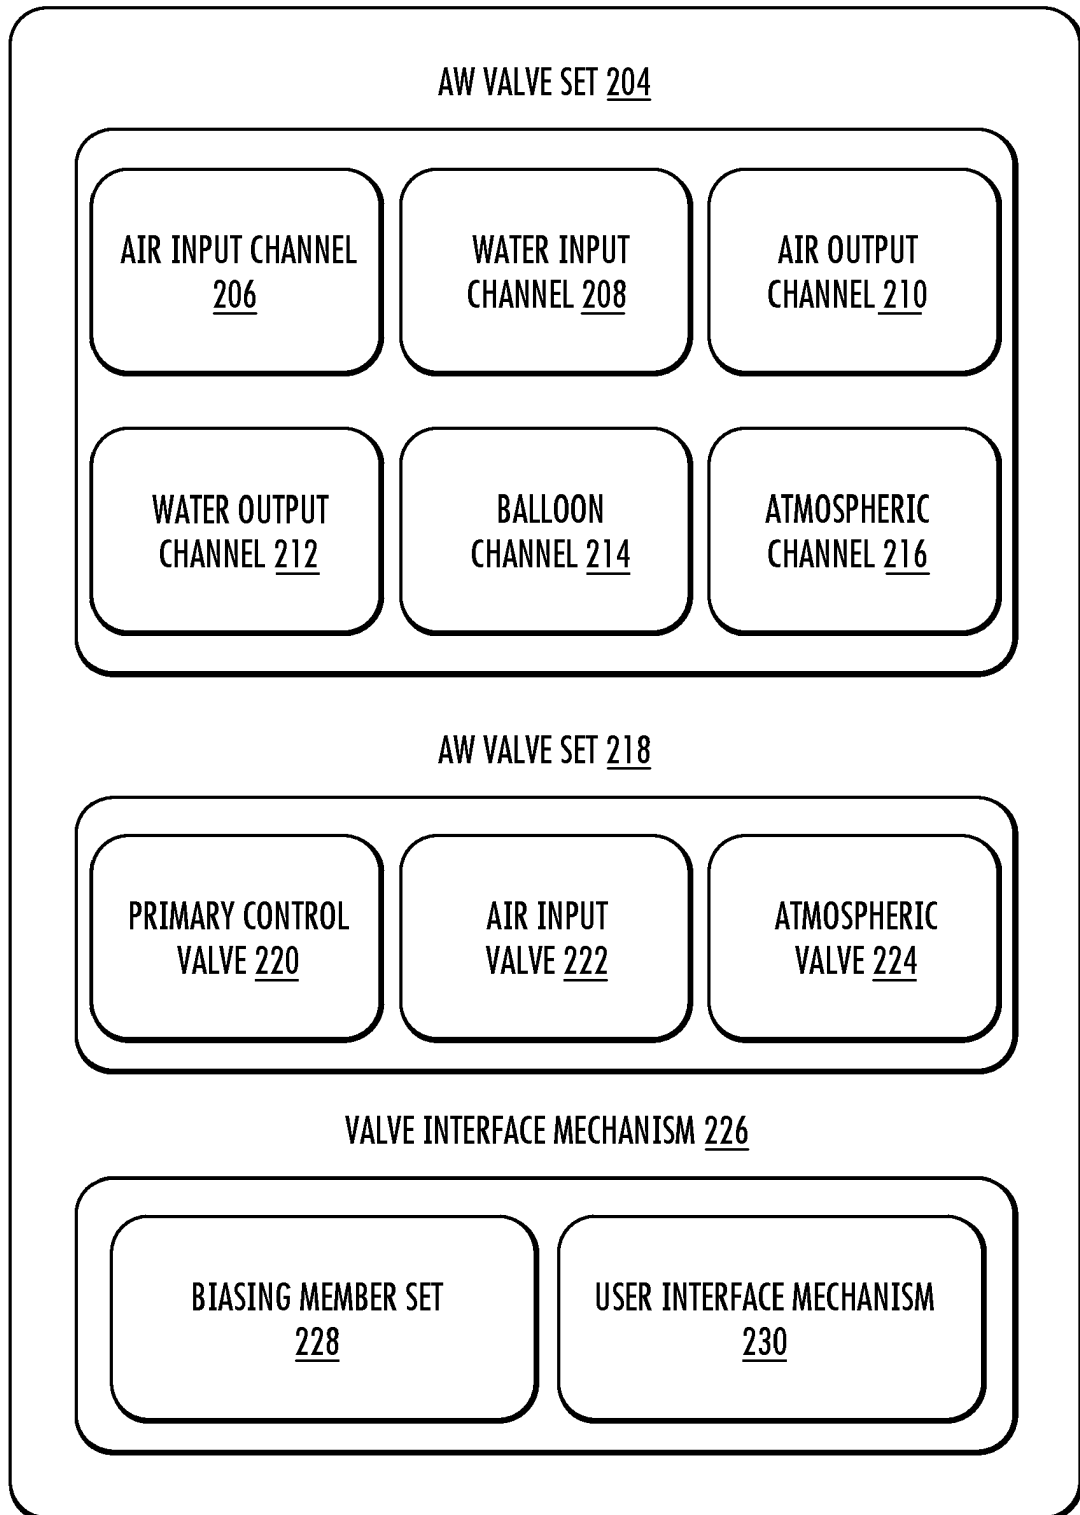 AW VALVE SET 204
AIR INPUT CHANNEL
206
WATER INPUT
CHANNEL 208
AIR OUTPUT
CHANNEL 210
WATER OUTPUT
CHANNEL 212
BALLOON
CHANNEL 214
ATMOSPHERIC
CHANNEL 216
AW VALVE SET 218
PRIMARY CONTROL
VALVE 220
AIR INPUT
VALVE 222
ATMOSPHERIC
VALVE 224
VALVE INTERFACE MECHANISM 226
BIASING MEMBER SET
228
USER INTERFACE MECHANISM
230